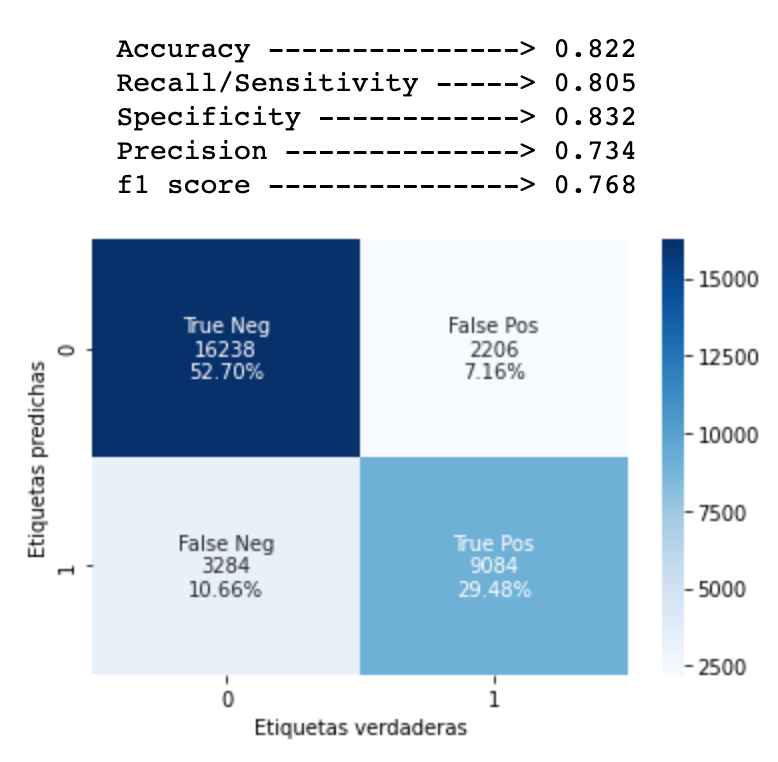 Accuracy ---------------> 0.822
Recall/Sensitivity -----> 0.805
Specificity ------------> 0.832
Precision --------------> 0.734
f1 score ---------------> 0.768
True Neg
16238
52.70%
False Pos
2206
7.16%
False Neg
3284
10.66%
True Pos
9084
29.48%
0
1
Etiquetas predichas
0
1
Etiquetas verdaderas
15000
12500
10000
7500
5000
2500